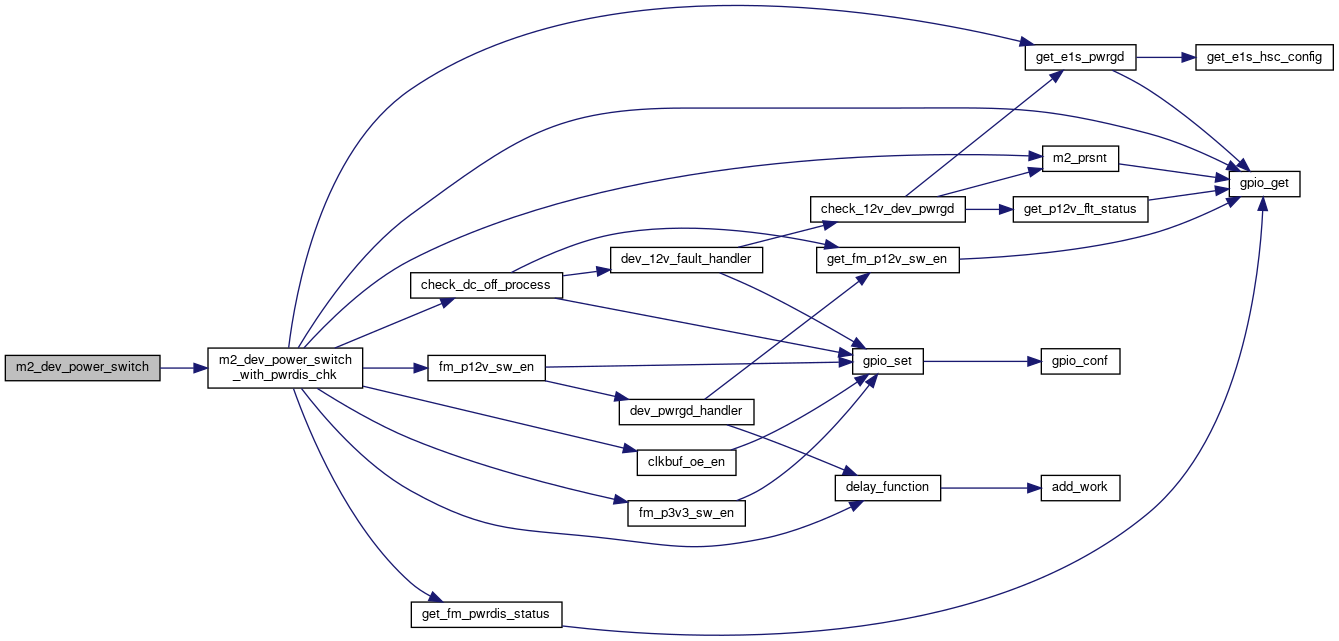 get_e1s_pwrgd
get_e1s_hsc_config
m2_prsnt
gpio_get
check_12v_dev_pwrgd
get_p12v_flt_status
dev_12v_fault_handler
get_fm_p12v_sw_en
check_dc_off_process
m2_dev_power_switch
m2_dev_power_switch
_with_pwrdis_chk
fm_p12v_sw_en
gpio_set
gpio_conf
dev_pwrgd_handler
clkbuf_oe_en
delay_function
add_work
fm_p3v3_sw_en
get_fm_pwrdis_status